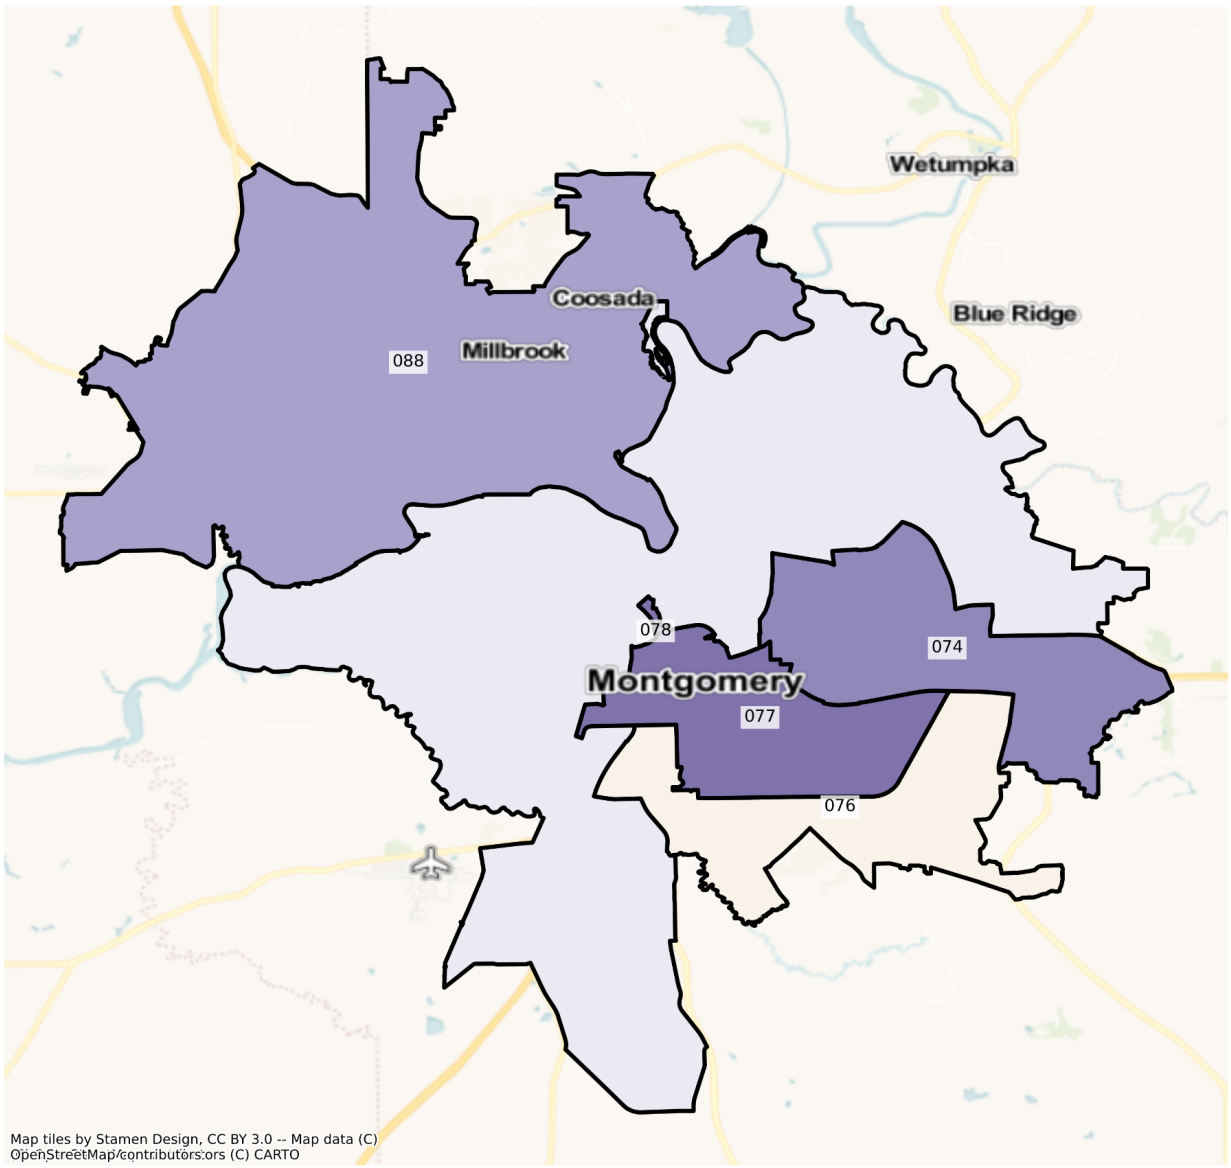 Wetumpka
Coosada
Blue Ridge
Millbrook
088
078
074
Montgomery
077
076
Map tiles by Stamen Design, CC BY 3.0 -- Map data (C)
OpenStreetMap contributors (C) CARTO